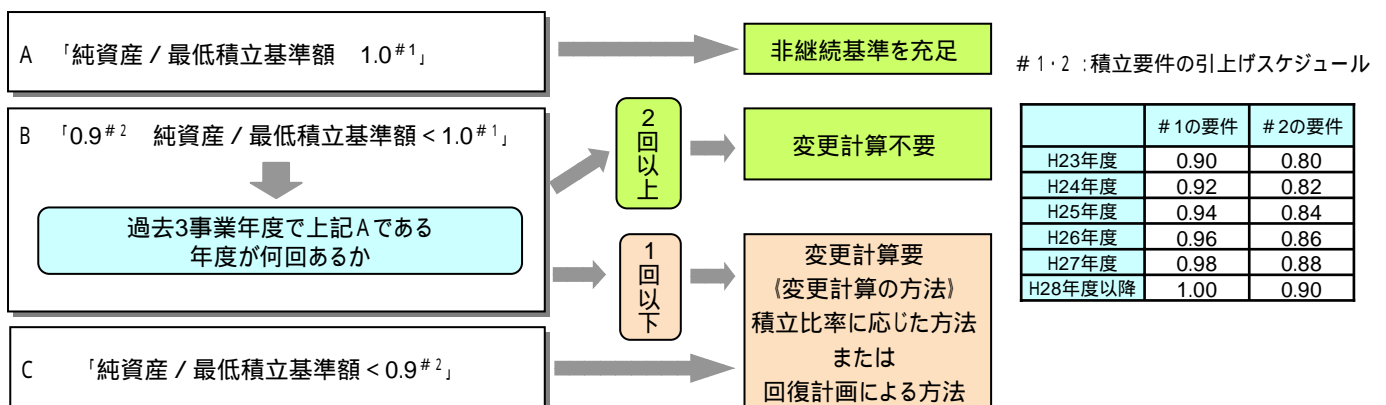 A 「純資産/最低積立基準額 1.0#1」
非継続基準を充足
B 「0.9#2 純資産/最低積立基準額<1.0#1」
過去3事業年度で上記Aである
年度が何回あるか
2回以上
変更計算不要
1回以下
変更計算要
《変更計算の方法》
積立比率に応じた方法
または
回復計画による方法
C 「純資産/最低積立基準額<0.9#2」
#1・2:積立要件の引上げスケジュール
#1の要件 #2の要件
H23年度 0.90 0.80
H24年度 0.92 0.82
H25年度 0.94 0.84
H26年度 0.96 0.86
H27年度 0.98 0.88
H28年度以降 1.00 0.90